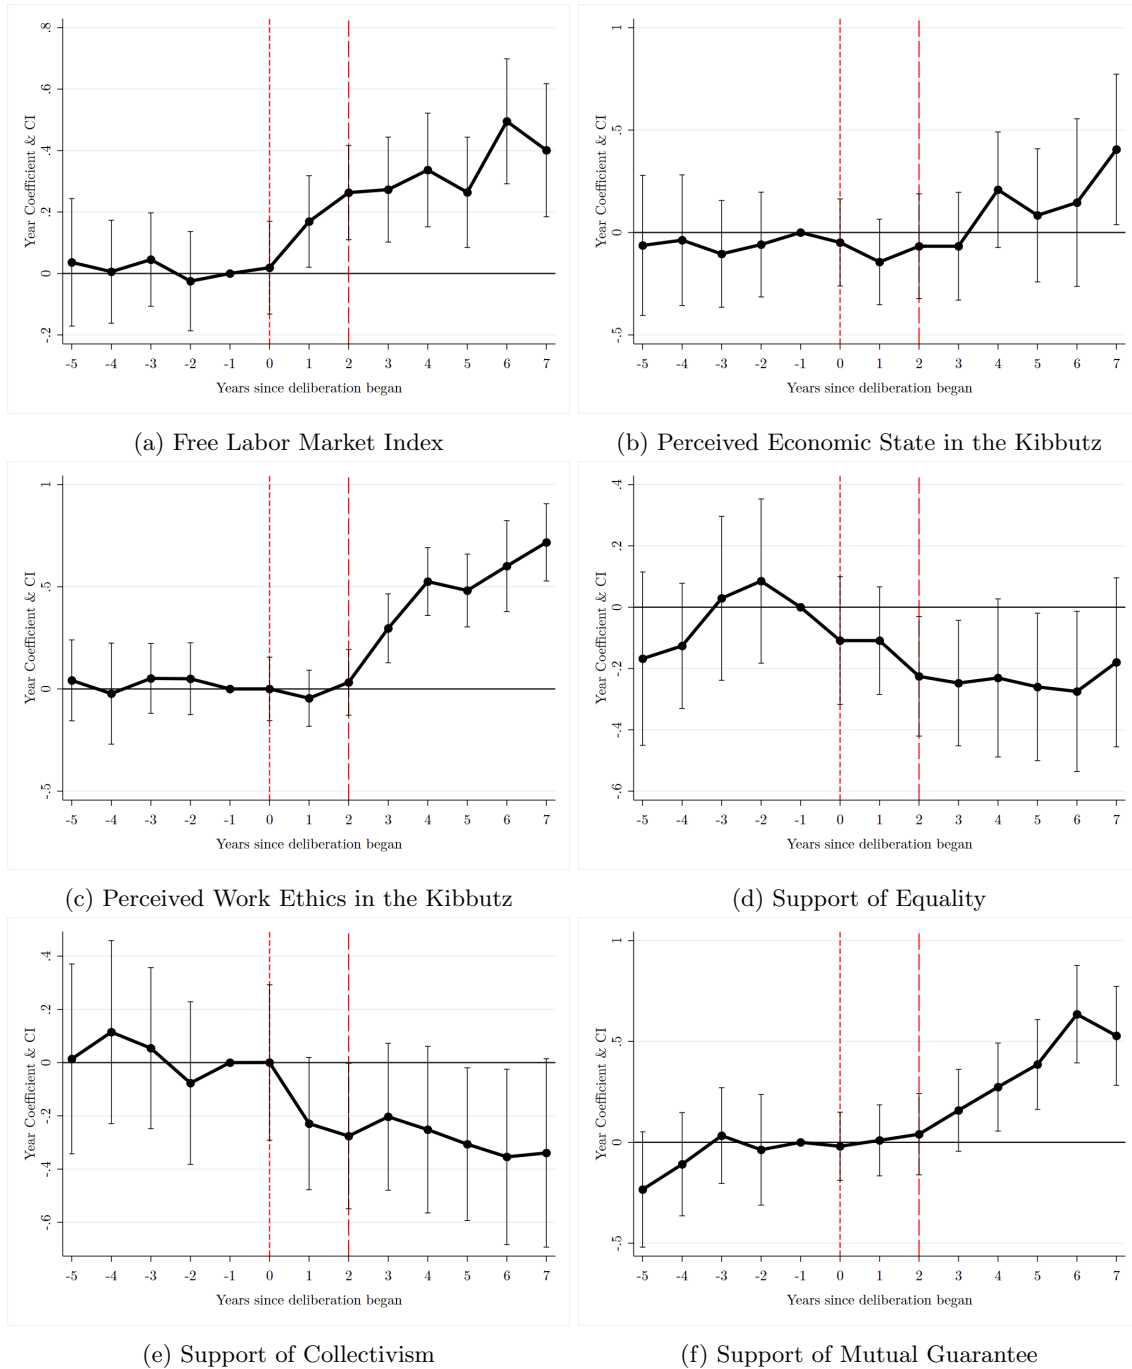 .8
.6
.4
.2
0
-.2
Year Coefficient & CI
-5 -4 -3 -2 -1 0 1 2 3 4 5 6 7
Years since deliberation began
(a) Free Labor Market Index
1
.5
0
-.5
Year Coefficient & CI
-5 -4 -3 -2 -1 0 1 2 3 4 5 6 7
Years since deliberation began
(b) Perceived Economic State in the Kibbutz
1
.5
0
-.5
Year Coefficient & CI
-5 -4 -3 -2 -1 0 1 2 3 4 5 6 7
Years since deliberation began
(c) Perceived Work Ethics in the Kibbutz
.4
.2
0
-.2
-.4
-.6
Year Coefficient & CI
-5 -4 -3 -2 -1 0 1 2 3 4 5 6 7
Years since deliberation began
(d) Support of Equality
.4
.2
0
-.2
-.4
-.6
Year Coefficient & CI
-5 -4 -3 -2 -1 0 1 2 3 4 5 6 7
Years since deliberation began
(e) Support of Collectivism
1
.5
0
-.5
Year Coefficient & CI
-5 -4 -3 -2 -1 0 1 2 3 4 5 6 7
Years since deliberation began
(f) Support of Mutual Guarantee